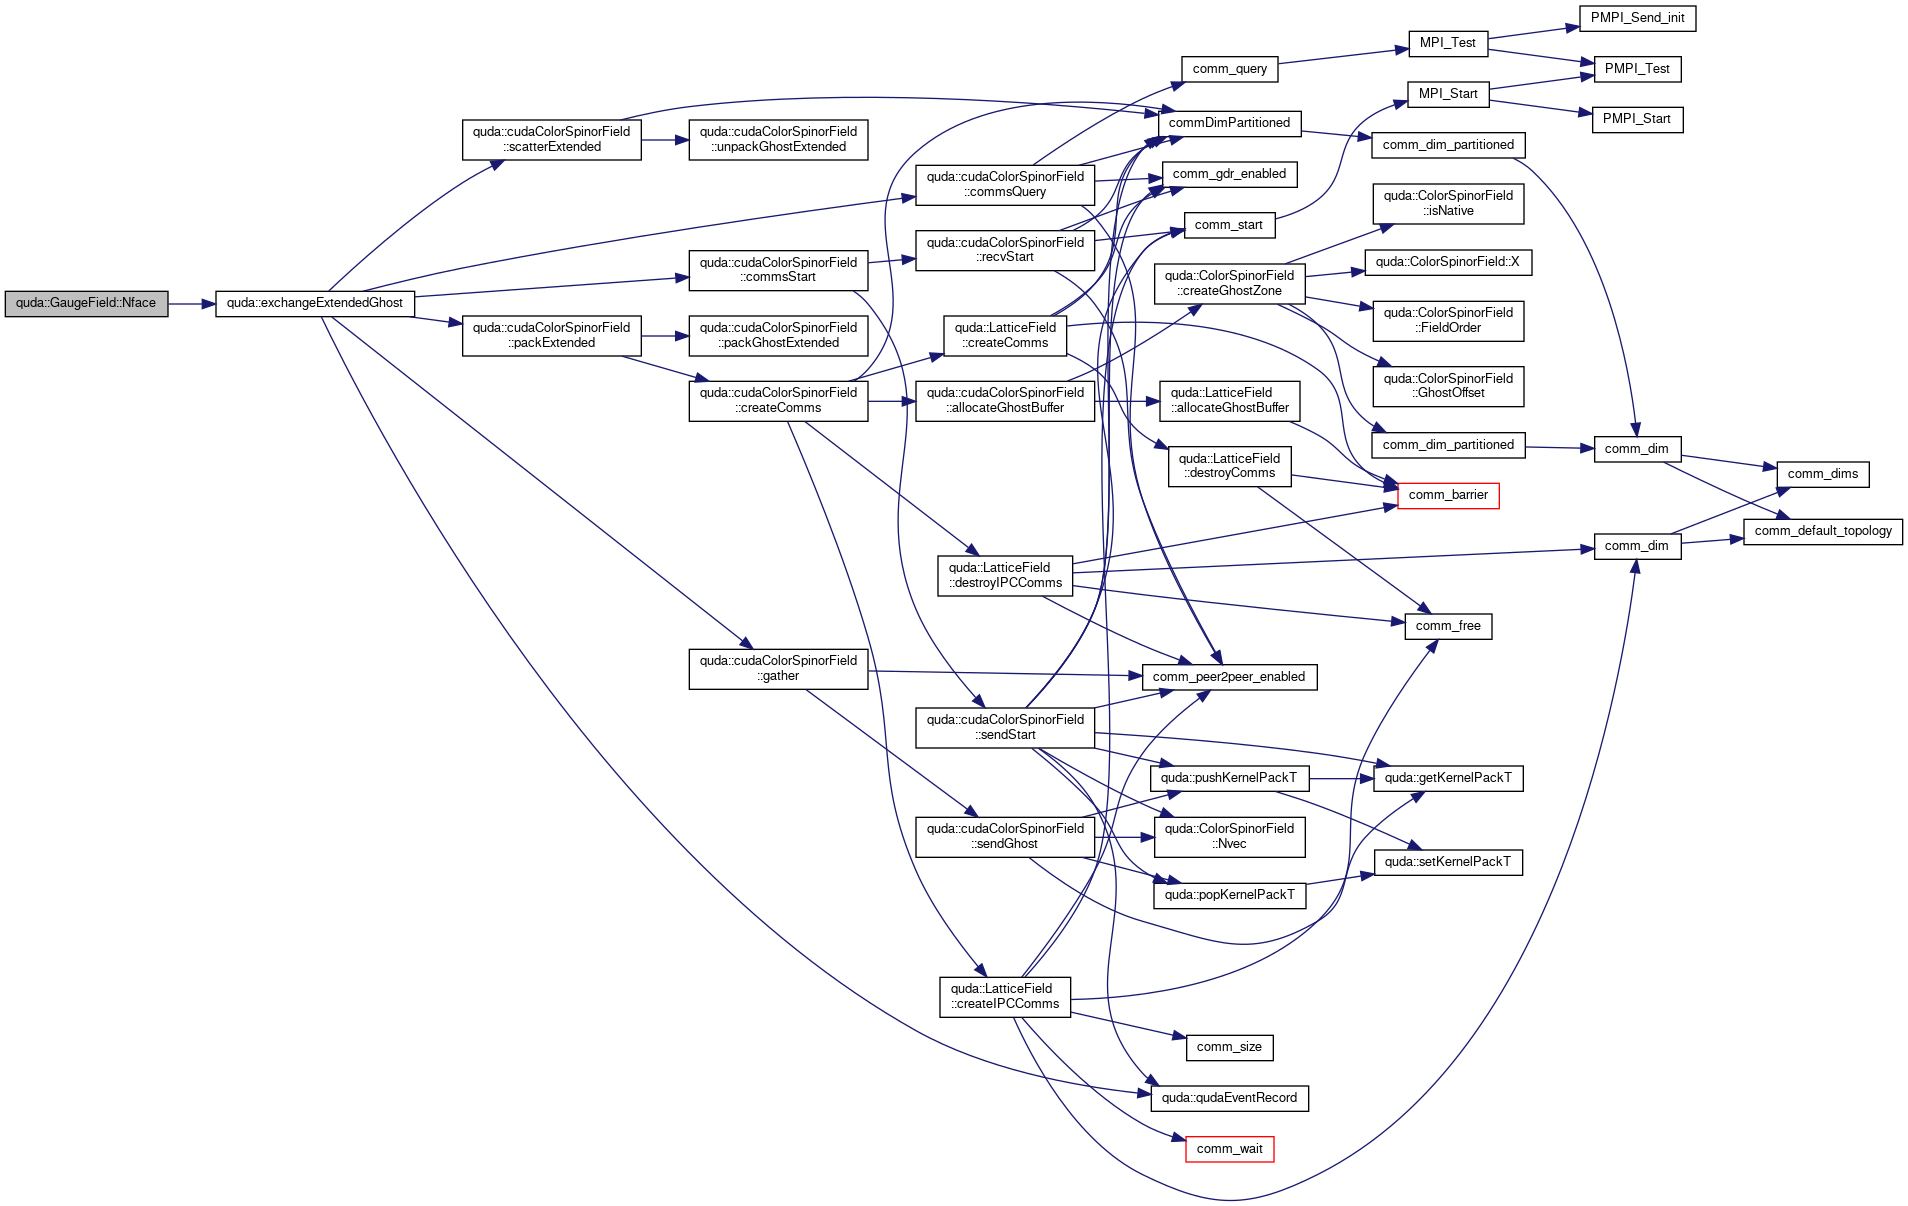 quda::GaugeField::Nface
quda::exchangeExtendedGhost
quda::cudaColorSpinorField
::scatterExtended
quda::cudaColorSpinorField
::packExtended
quda::cudaColorSpinorField
::unpackGhostExtended
quda::cudaColorSpinorField
::commsStart
quda::cudaColorSpinorField
::packGhostExtended
quda::cudaColorSpinorField
::createComms
quda::cudaColorSpinorField
::gather
quda::cudaColorSpinorField
::commsQuery
quda::cudaColorSpinorField
::recvStart
quda::LatticeField
::createComms
quda::cudaColorSpinorField
::allocateGhostBuffer
quda::LatticeField
::destroyIPCComms
quda::cudaColorSpinorField
::sendStart
quda::cudaColorSpinorField
::sendGhost
quda::LatticeField
::createIPCComms
comm_query
commDimPartitioned
comm_gdr_enabled
comm_start
quda::ColorSpinorField
::createGhostZone
quda::LatticeField
::allocateGhostBuffer
quda::LatticeField
::destroyComms
comm_peer2peer_enabled
quda::pushKernelPackT
quda::ColorSpinorField
::Nvec
quda::popKernelPackT
comm_size
quda::qudaEventRecord
comm_wait
MPI_Test
MPI_Start
comm_dim_partitioned
quda::ColorSpinorField
::isNative
quda::ColorSpinorField::X
quda::ColorSpinorField
::FieldOrder
quda::ColorSpinorField
::GhostOffset
comm_dim_partitioned
comm_barrier
comm_free
quda::getKernelPackT
quda::setKernelPackT
PMPI_Send_init
PMPI_Test
PMPI_Start
comm_dim
comm_dim
comm_dims
comm_default_topology